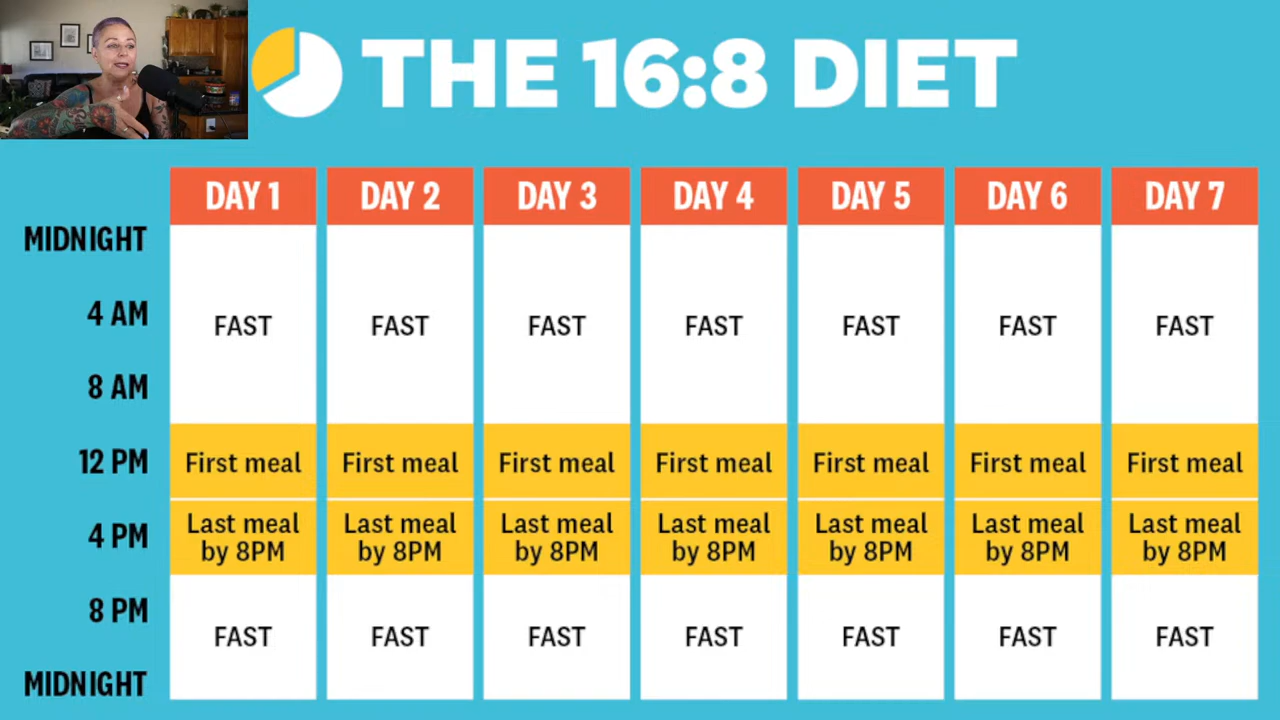 THE 16:8 DIET
DAY 1 DAY 2 DAY 3 DAY 4 DAY 5 DAY 6 DAY 7
MIDNIGHT
4 AM
FAST FAST FAST FAST FAST FAST FAST
8 AM
12 PM First meal First meal First meal First meal First meal First meal First meal
Last meal Last meal Last meal Last meal Last meal Last meal Last meal
4 PM
by 8PM by 8PM by 8PM by 8PM by 8PM by 8PM by 8PM
8 PM
FAST FAST FAST FAST FAST FAST FAST
MIDNIGHT